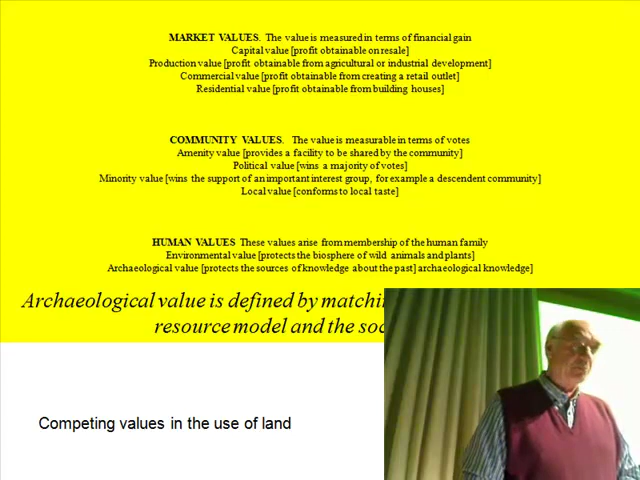 MARKET VALUES. The value is measured in terms of financial gain
Capital value [profit obtainable on resale]
Production value [profit obtainable from agricultural or industrial development]
Commercial value [profit obtainable from creating a retail outlet]
Residential value [profit obtainable from building houses]
COMMUNITY VALUES. The value is measurable in terms of votes
Amenity value [provides a facility to be shared by the community]
Political value [wins a majority of votes]
Minority value [wins the support of an important interest group, for example a descendent community]
Local value [conforms to local taste]
HUMAN VALUES These values arise from membership of the human family
Environmental value [protects the biosphere of wild animals and plants]
Archaeological value [protects the sources of knowledge about the past] archaeological knowledge]
Archaeological value is defined by
resource model and the
Competing values in the use of land